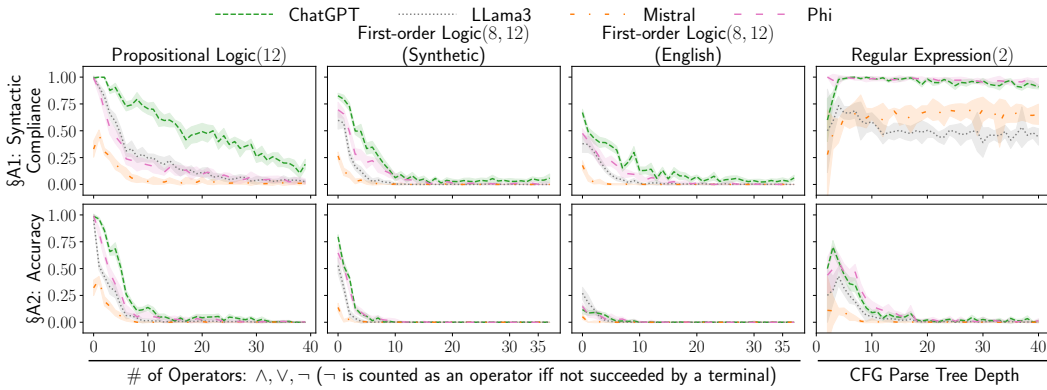 ChatGPT LLama3 Mistral Phi
Propositional Logic(12)
First-order Logic(8, 12)
(Synthetic)
First-order Logic(8, 12)
(English)
Regular Expression(2)
§A1: Syntactic
Compliance
1.00
0.75
0.50
0.25
0.00
§A2: Accuracy
1.00
0.75
0.50
0.25
0.00
0 10 20 30 40
0 10 20 30 35
0 10 20 30 35
0 10 20 30 40
# of Operators: ∧, ∨, ¬ (¬ is counted as an operator iff not succeeded by a terminal)
CFG Parse Tree Depth